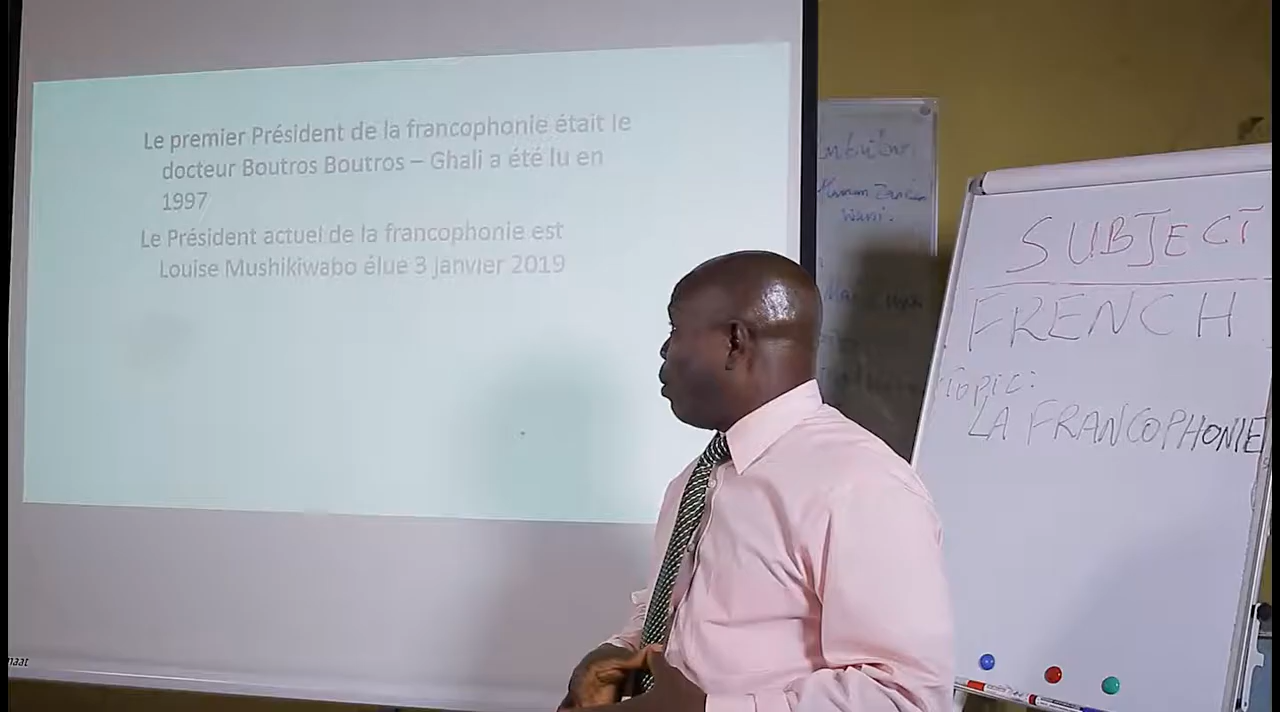 Le premier Président de la francophonie était le
docteur Boutros Boutros – Ghali a été lu en
1997
Le Président actuel de la francophonie est
Louise Mushikiwabo élue 3 janvier 2019
SUBJECT
FRENCH
TOPIC:
LA FRANCOPHONIE